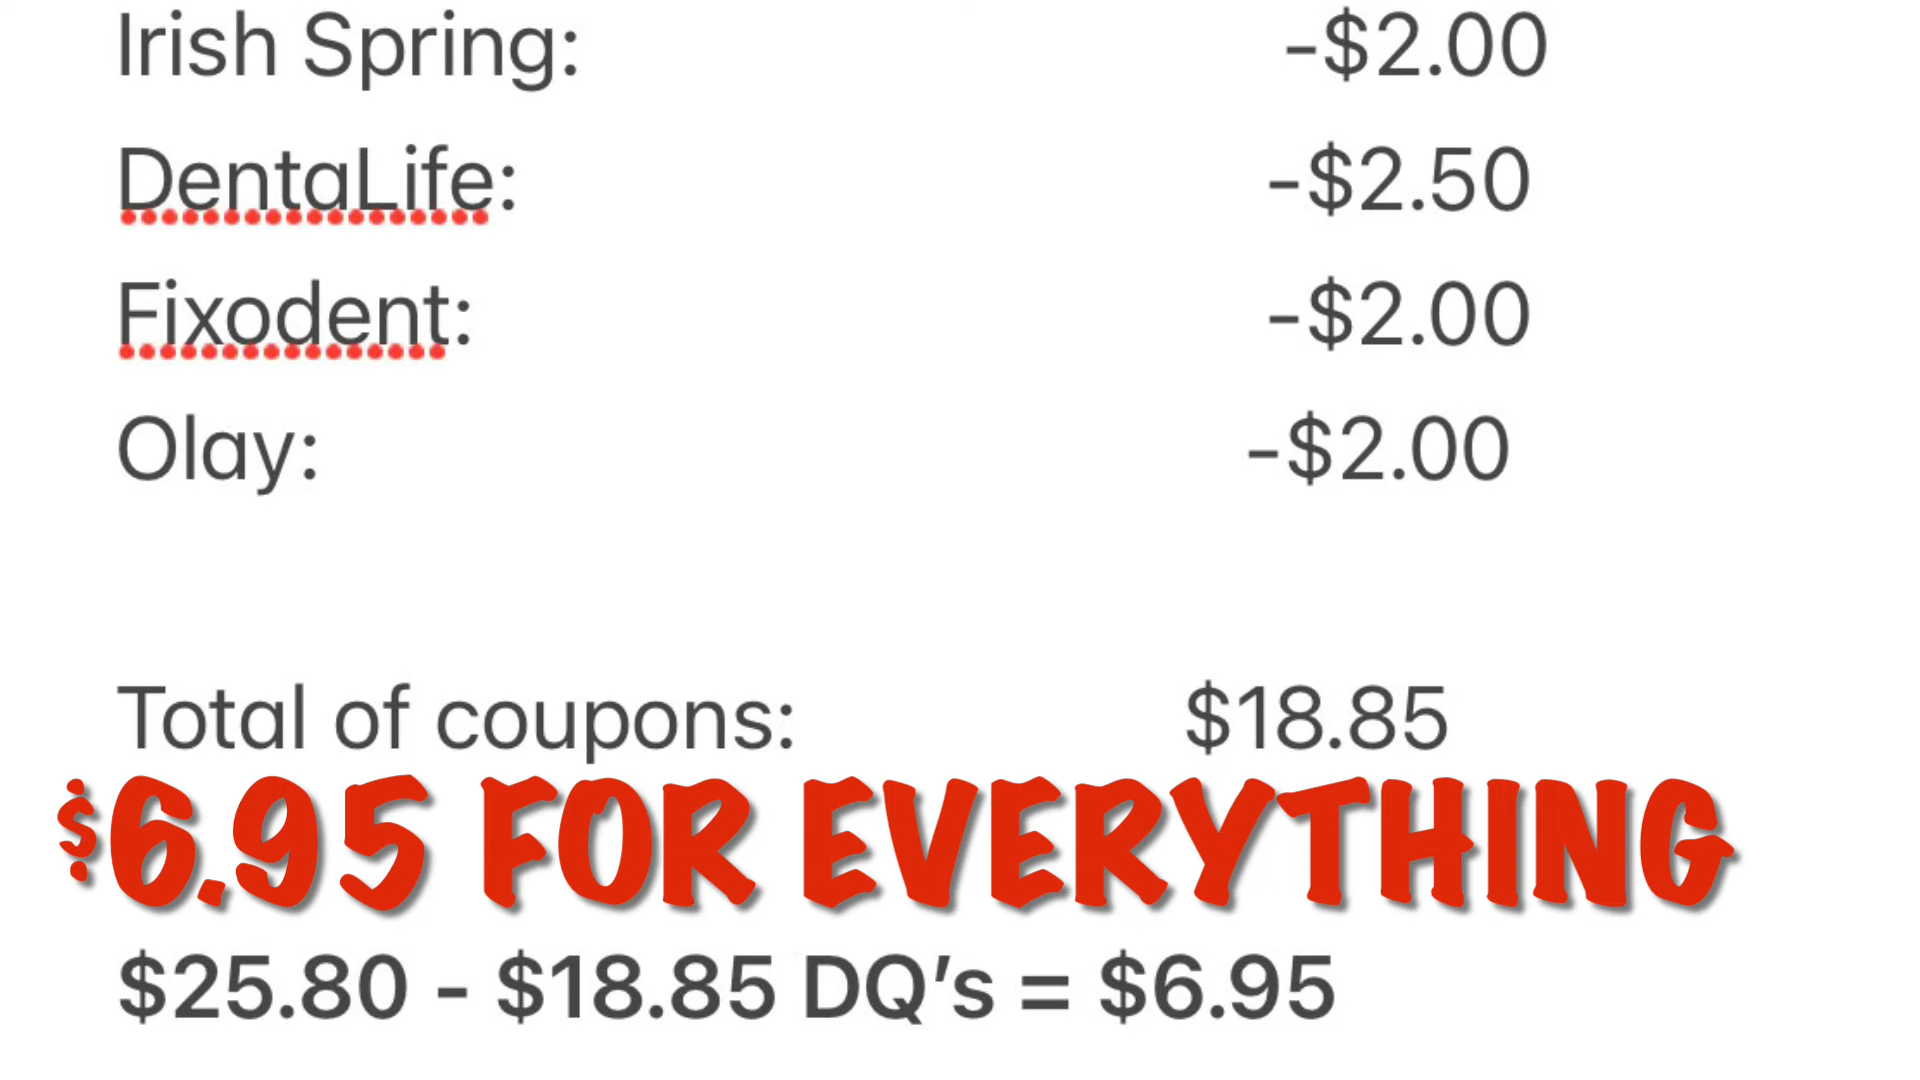 Irish Spring: -$2.00
DentaLife: -$2.50
Fixodent: -$2.00
Olay: -$2.00
Total of coupons: $18.85
$6.95 FOR EVERYTHING
$25.80 - $18.85 DQ’s = $6.95